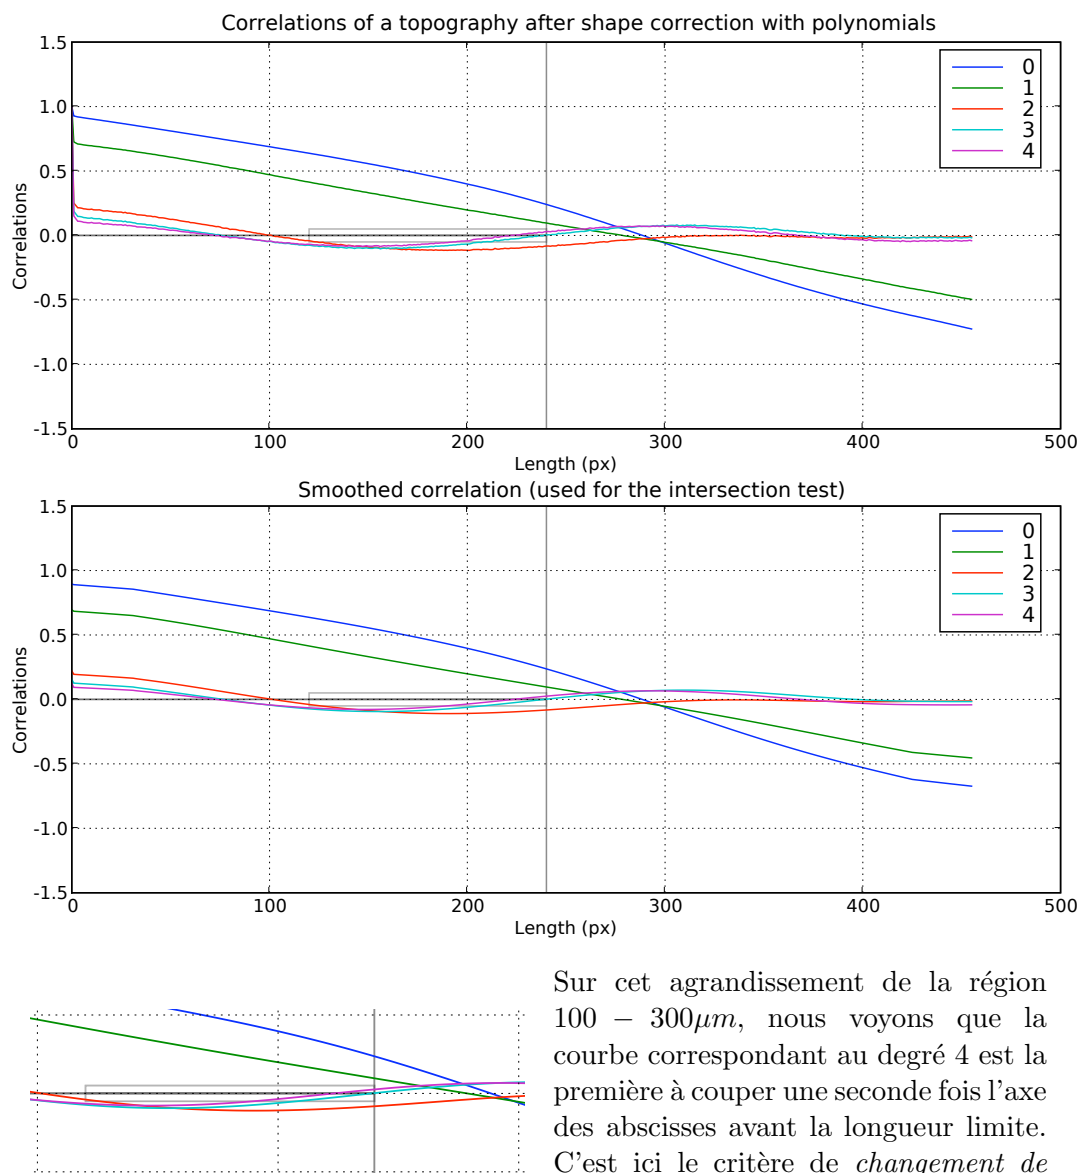 Correlations of a topography after shape correction with polynomials
1.5
1.0
0.5
0.0
-0.5
-1.0
-1.5
Correlations
0
1
2
3
4
0 100 200 300 400 500
Length (px)
Smoothed correlation (used for the intersection test)
1.5
1.0
0.5
0.0
-0.5
-1.0
-1.5
Correlations
0
1
2
3
4
0 100 200 300 400 500
Length (px)
Sur cet agrandissement de la région
100 − 300µm, nous voyons que la
courbe correspondant au degré 4 est la
première à couper une seconde fois l'axe
des abscisses avant la longueur limite.
C'est ici le critère de changement de